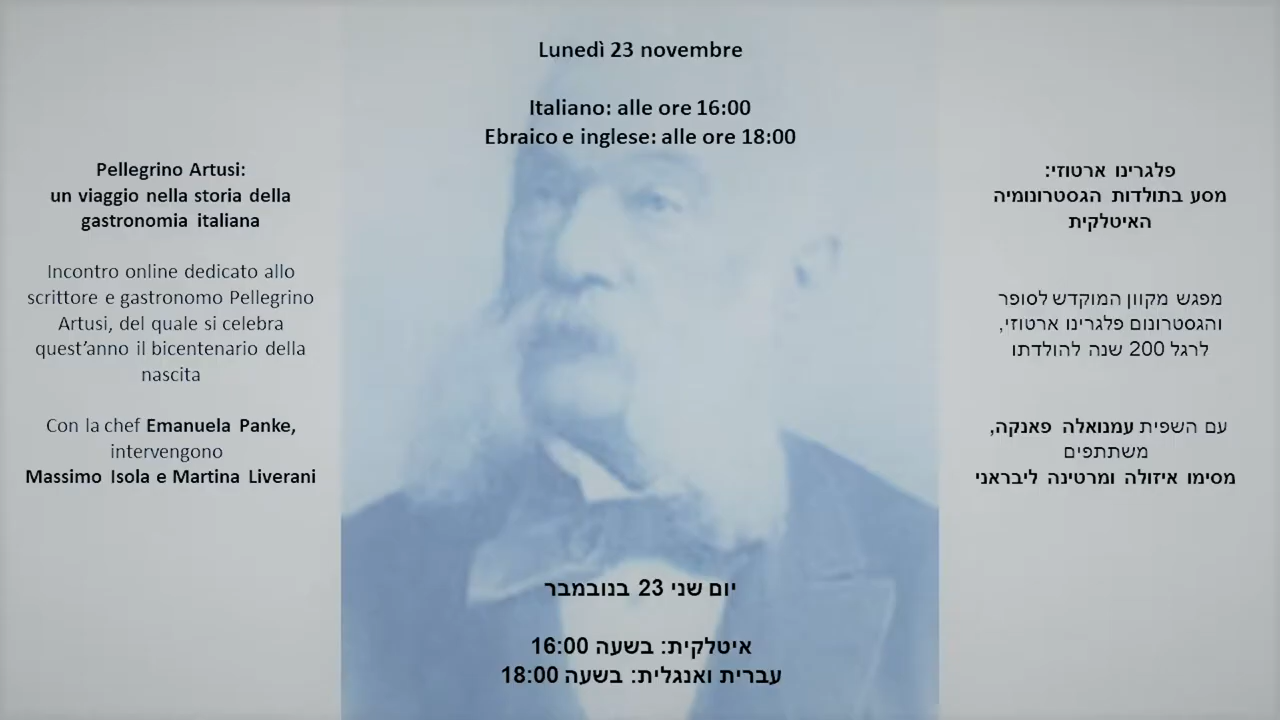 Lunedì 23 novembre
Italiano: alle ore 16:00
Ebraico e inglese: alle ore 18:00
Pellegrino Artusi:
un viaggio nella storia della
gastronomia italiana
Incontro online dedicato allo
scrittore e gastronomo Pellegrino
Artusi, del quale si celebra
quest’anno il bicentenario della
nascita
Con la chef Emanuela Panke,
intervengono
Massimo Isola e Martina Liverani
פלגרינו ארטוזי:
מסע בתולדות הגסטרונומיה
האיטלקית
מפגש מקוון המוקדש לסופר
והגסטרונום פלגרינו ארטוזי,
לרגל 200 שנה להולדתו
עם השפית עמנואלה פאנקה,
משתתפים
מסימו איזולה ומרטינה ליבראני
יום שני 23 בנובמבר
איטלקית: בשעה 16:00
עברית ואנגלית: בשעה 18:00